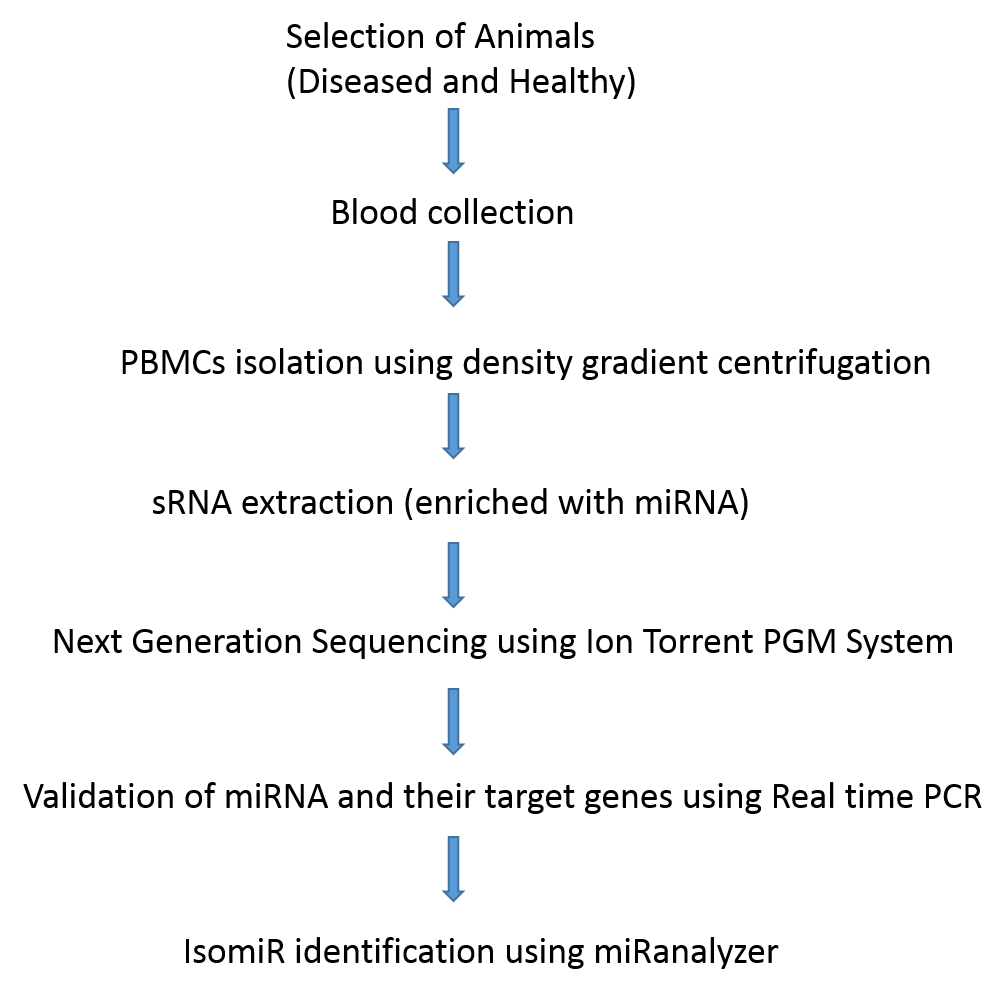 Selection of Animals
(Diseased and Healthy)
Blood collection
PBMCs isolation using density gradient centrifugation
sRNA extraction (enriched with miRNA)
Next Generation Sequencing using Ion Torrent PGM System
Validation of miRNA and their target genes using Real time PCR
IsomiR identification using miRanalyzer